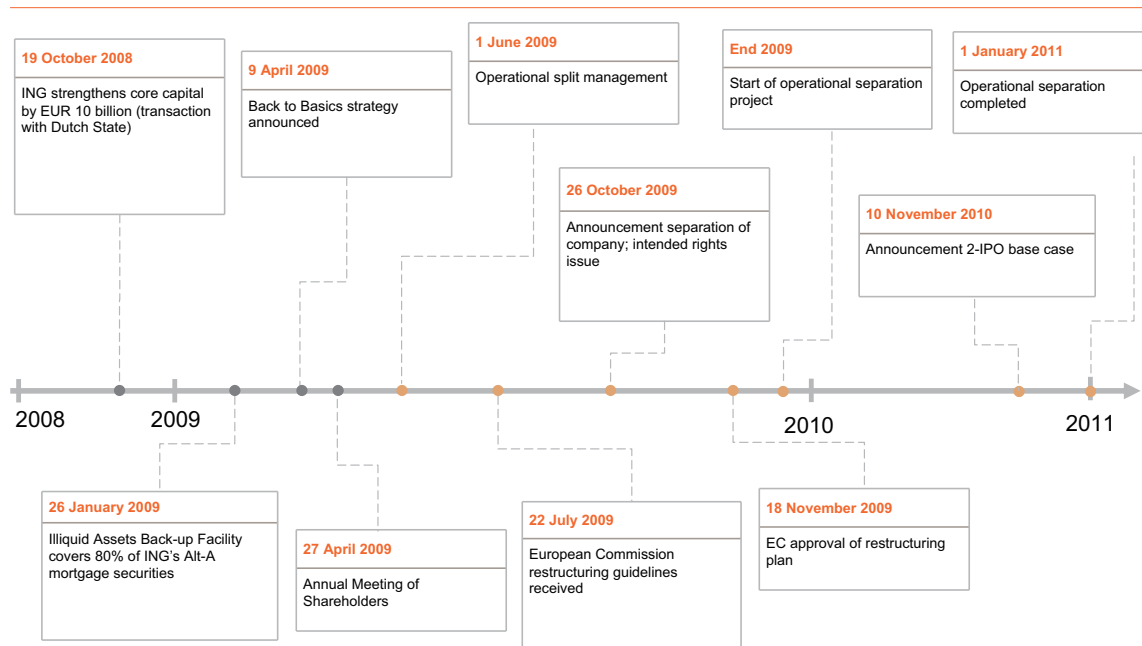 19 October 2008
ING strengthens core capital
by EUR 10 billion (transaction
with Dutch State)
9 April 2009
Back to Basics strategy
announced
1 June 2009
Operational split management
26 October 2009
Announcement separation of
company; intended rights
issue
End 2009
Start of operational separation
project
10 November 2010
Announcement 2-IPO base case
1 January 2011
Operational separation
completed
2008
2009
2010
2011
26 January 2009
Illiquid Assets Back-up Facility
covers 80% of ING’s Alt-A
mortgage securities
27 April 2009
Annual Meeting of
Shareholders
22 July 2009
European Commission
restructuring guidelines
received
18 November 2009
EC approval of restructuring
plan